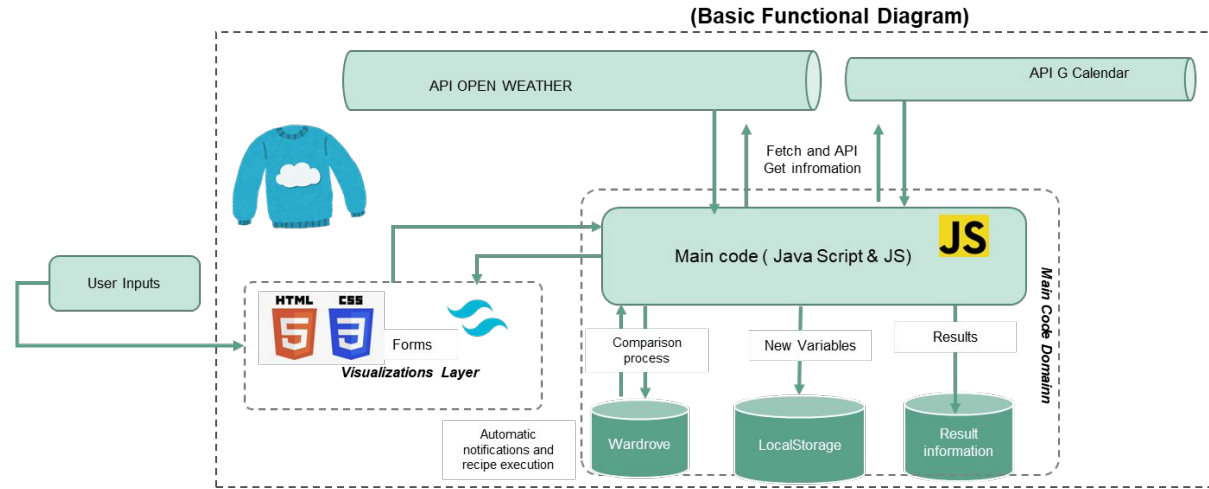 (Basic Functional Diagram)
API OPEN WEATHER
API G Calendar
Fetch and API
Get infromation
JS
Main code ( Java Script & JS)
Main Code Domainn
User Inputs
HTML
5
CSS
3
Forms
Visualizations Layer
Comparison
process
New Variables
Results
Automatic
notifications and
recipe execution
Wardrove
LocalStorage
Result
information